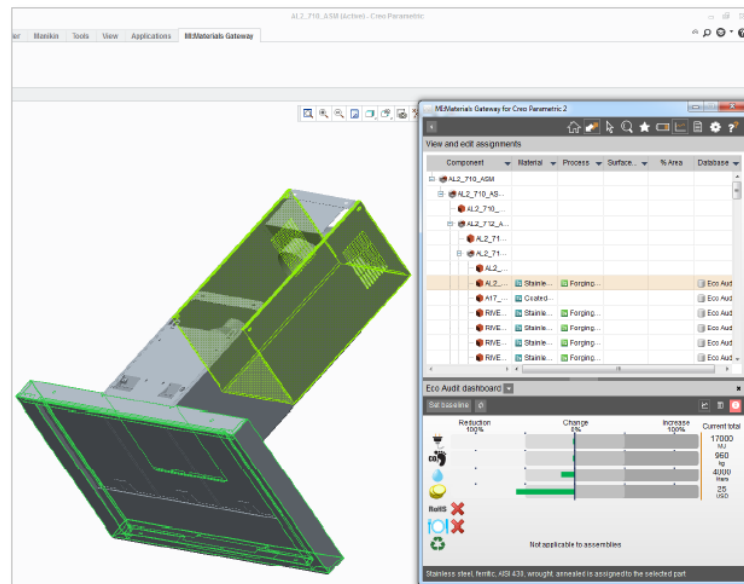 AL2_710_ASM (Active) - Creo Parametric
er Manikin Tools View Applications MI:Materials Gateway
MI:Materials Gateway for Creo Parametric 2
View and edit assignments
Component Material Process Surface... % Area Database
AL2_710_ASM
AL2_710_AS...
AL2_710_...
AL2_712_A...
AL2_71...
AL2_71...
AL2_...
AL2_... Stainle... Forging... Eco Aud
A17_... Coated... Eco Aud
RIVE... Stainle... Forging... Eco Aud
RIVE... Stainle... Forging... Eco Aud
RIVE... Stainle... Forging... Eco Aud
RIVE... Stainle... Forging... Eco Aud
Eco Audit dashboard
Set baseline
Reduction Change Increase Current total
100% 0% 100%
17000
MJ
CO2 960
kg
4000
liters
25
USD
RoHS
Not applicable to assemblies
Stainless steel, ferritic, AISI 430, wrought, annealed is assigned to the selected part